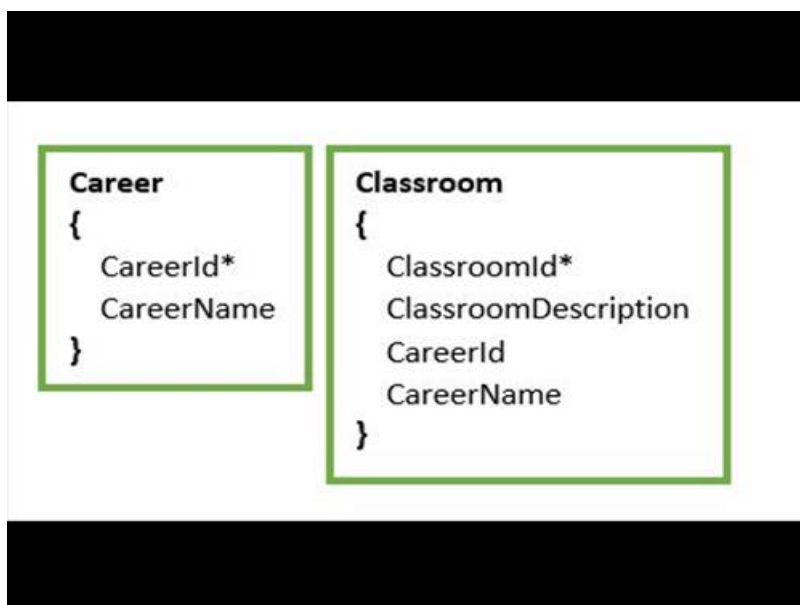 Career
{
CareerId*
CareerName
}
Classroom
{
ClassroomId*
ClassroomDescription
CareerId
CareerName
}